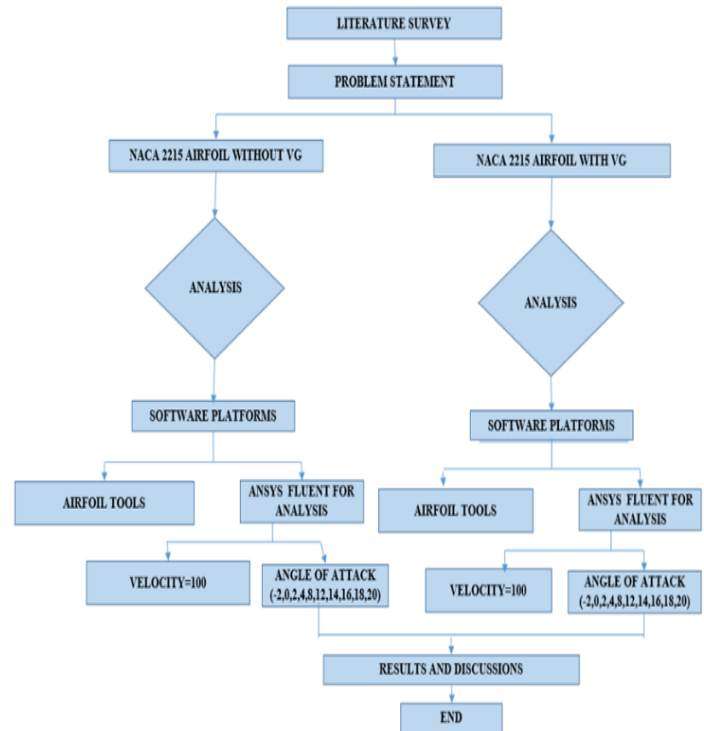 LITERATURE SURVEY
PROBLEM STATEMENT
NACA 2215 AIRFOIL WITHOUT VG
NACA 2215 AIRFOIL WITH VG
ANALYSIS
ANALYSIS
SOFTWARE PLATFORMS
SOFTWARE PLATFORMS
AIRFOIL TOOLS
ANSYS FLUENT FOR
ANALYSIS
AIRFOIL TOOLS
ANSYS FLUENT FOR
ANALYSIS
VELOCITY=100
ANGLE OF ATTACK
(-2,0,2,4,8,12,14,16,18,20)
VELOCITY=100
ANGLE OF ATTACK
(-2,0,2,4,8,12,14,16,18,20)
RESULTS AND DISCUSSIONS
END